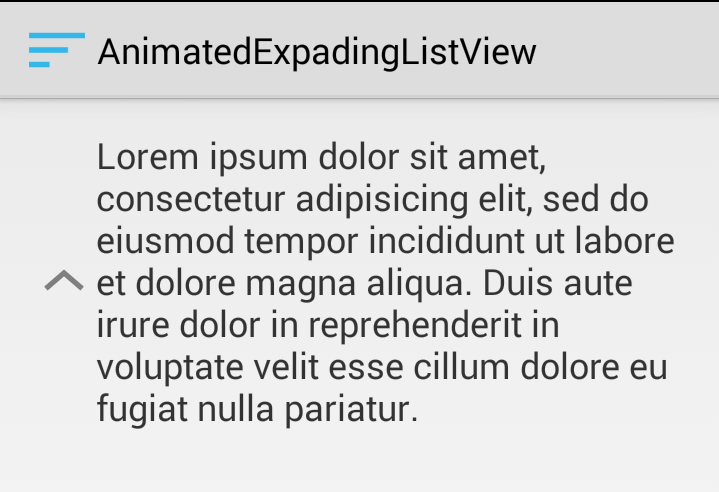 AnimatedExpadingListView
Lorem ipsum dolor sit amet,
consectetur adipisicing elit, sed do
eiusmod tempor incididunt ut labore
et dolore magna aliqua. Duis aute
irure dolor in reprehenderit in
voluptate velit esse cillum dolore eu
fugiat nulla pariatur.